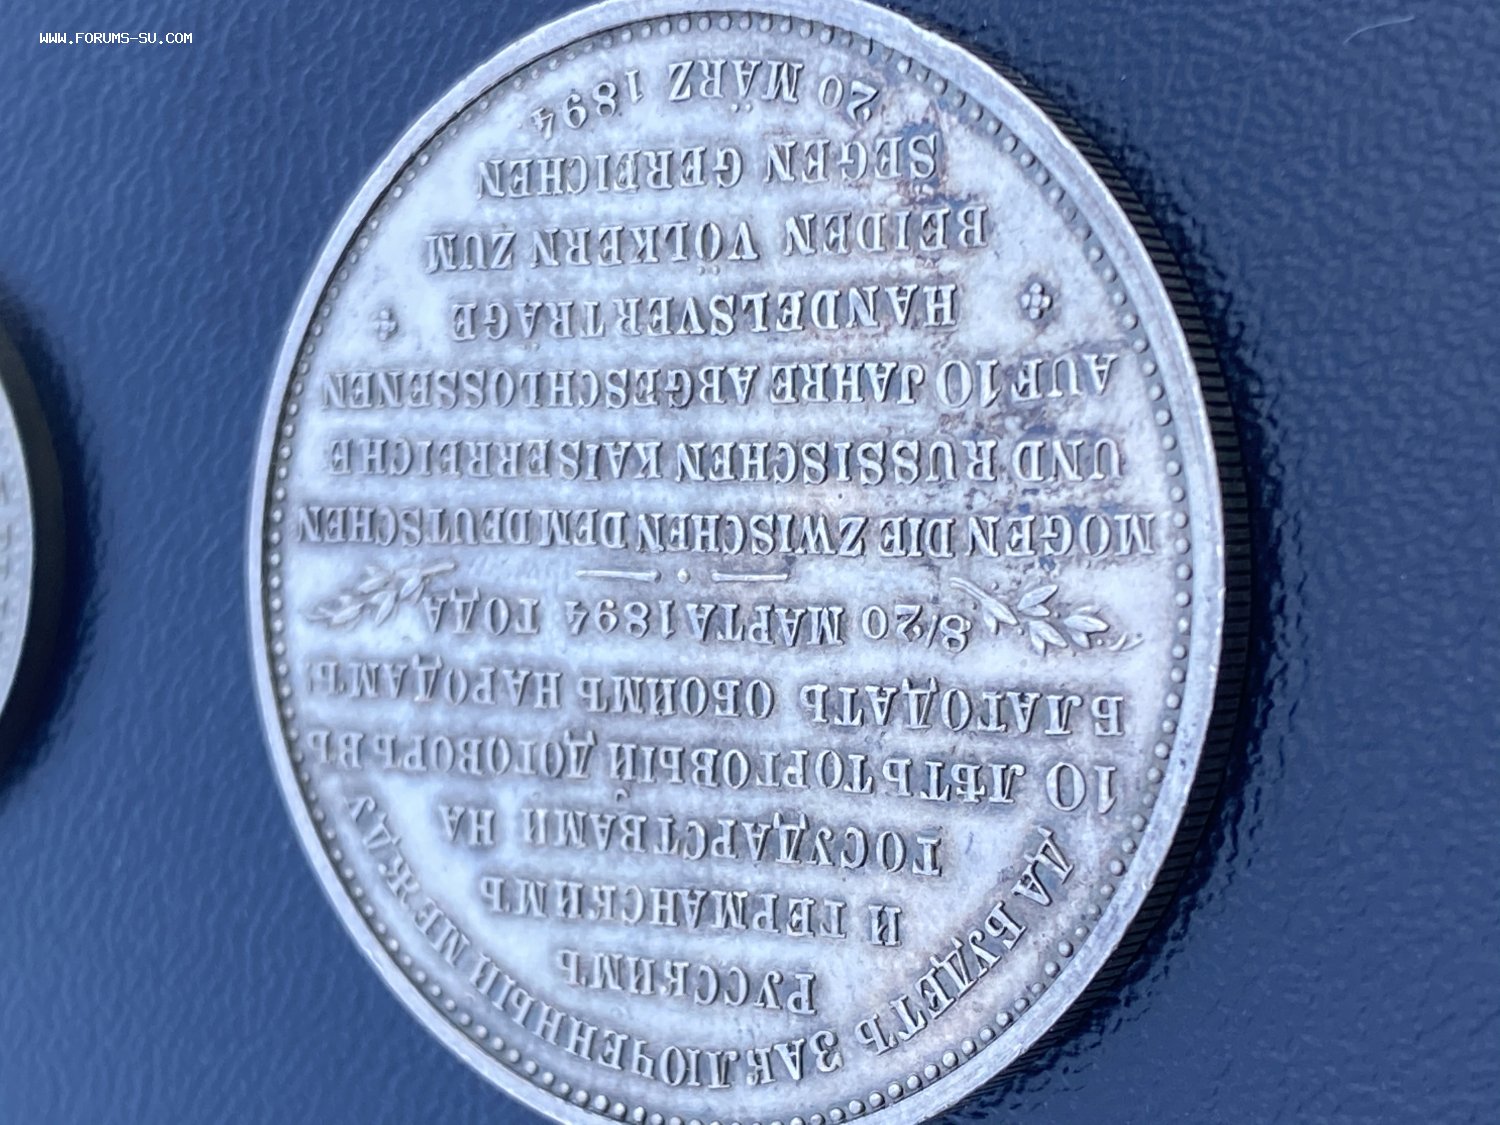 WWW.FORUMS-SU.COM
ДА БУДЕТЪ ЗАКЛЮЧЕННЫЙ МЕЖДУ
РУССКИМЪ
И ГЕРМАНСКИМЪ
ГОСУДАРСТВАМИ НА
10 ЛѢТЪ ТОРГОВЫЙ ДОГОВОРЪ ВЪ
БЛАГОДАТЬ ОБОИМЪ НАРОДАМЪ.
8/20 МАРТА 1894 ГОДА
MÖGEN DIE ZWISCHEN DEM DEUTSCHEN
UND RUSSISCHEN KAISERREICHE
AUF 10 JAHRE ABGESCHLOSSENEN
HANDELSVERTRÄGE
BEIDEN VÖLKERN ZUM
SEGEN GEREICHEN
20 MÄRZ 1894